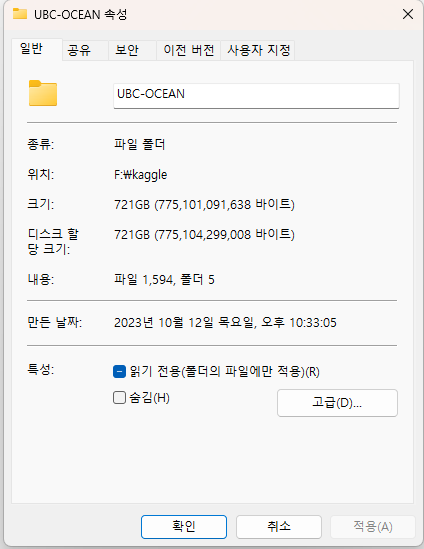 UBC-OCEAN 속성
일반 공유 보안 이전 버전 사용자 지정
UBC-OCEAN
종류: 파일 폴더
위치: F:₩kaggle
크기: 721GB (775,101,091,638 바이트)
디스크 할
당 크기: 721GB (775,104,299,008 바이트)
내용: 파일 1,594, 폴더 5
만든 날짜: 2023년 10월 12일 목요일, 오후 10:33:05
특성: 읽기 전용(폴더의 파일에만 적용)(R)
숨김(H)
고급(D)...
확인 취소 적용(A)